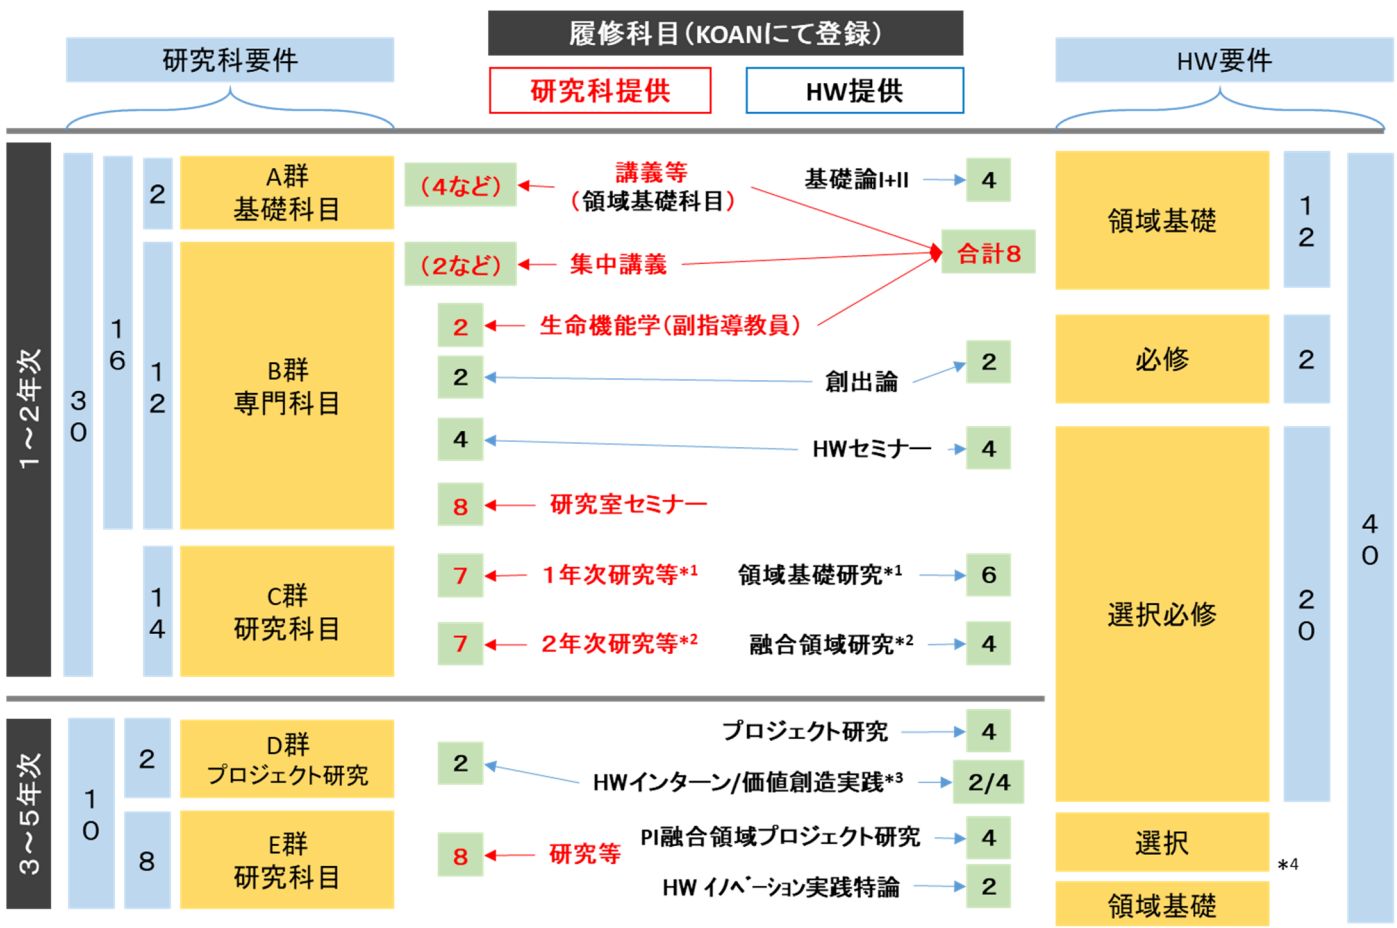 履修科目(KOANにて登録)
研究科要件
研究科提供
HW提供
HW要件
1～2年次
30
16
2
A群
基礎科目
(4など)
講義等
(領域基礎科目)
基礎論I+II
4
領域基礎
12
40
12
B群
専門科目
(2など)
集中講義
合計8
2
生命機能学(副指導教員)
2
創出論
2
必修
2
4
HWセミナー
4
8
研究室セミナー
14
C群
研究科目
7
1年次研究等*1
領域基礎研究*1
6
選択必修
20
7
2年次研究等*2
融合領域研究*2
4
3～5年次
10
2
D群
プロジェクト研究
2
プロジェクト研究
4
HWインターン/価値創造実践*3
2/4
8
E群
研究科目
8
研究等
PI融合領域プロジェクト研究
4
選択
*4
HW イノベーション実践特論
2
領域基礎